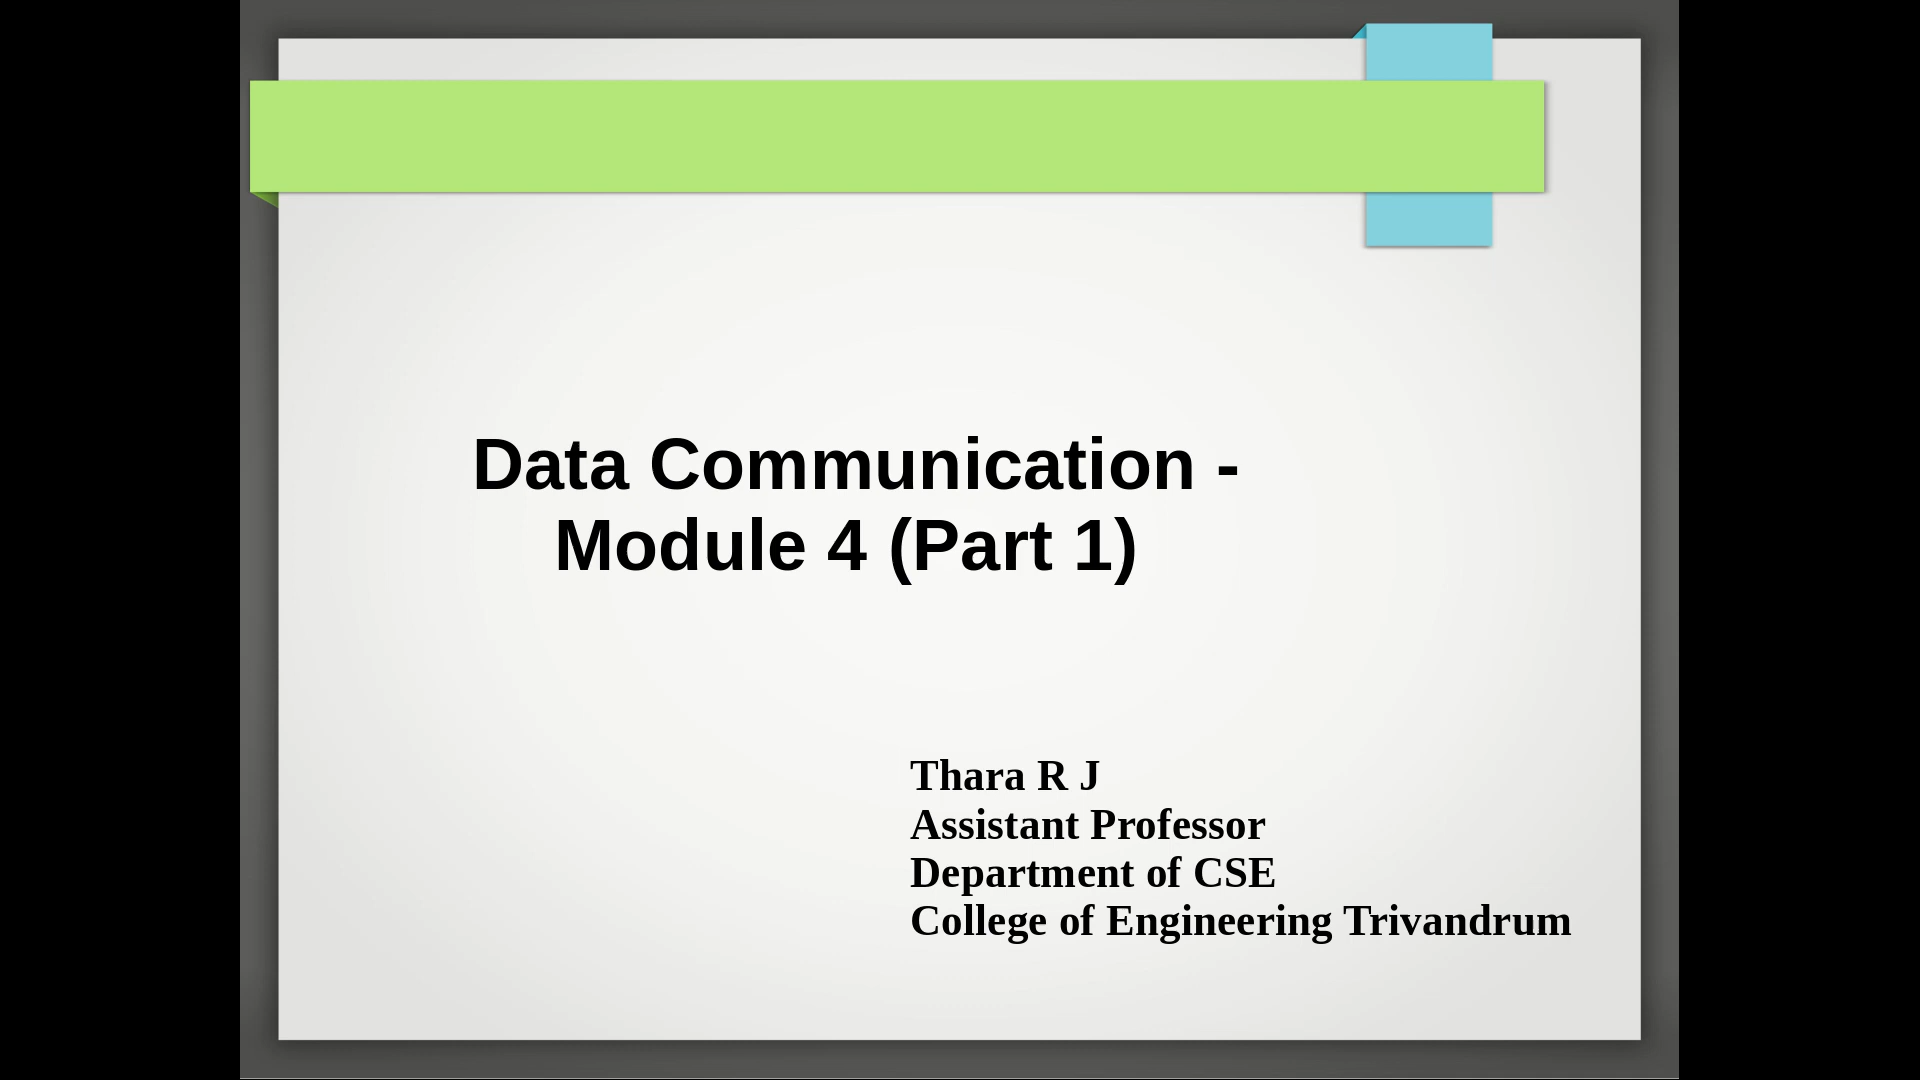 Data Communication -
Module 4 (Part 1)
Thara R J
Assistant Professor
Department of CSE
College of Engineering Trivandrum